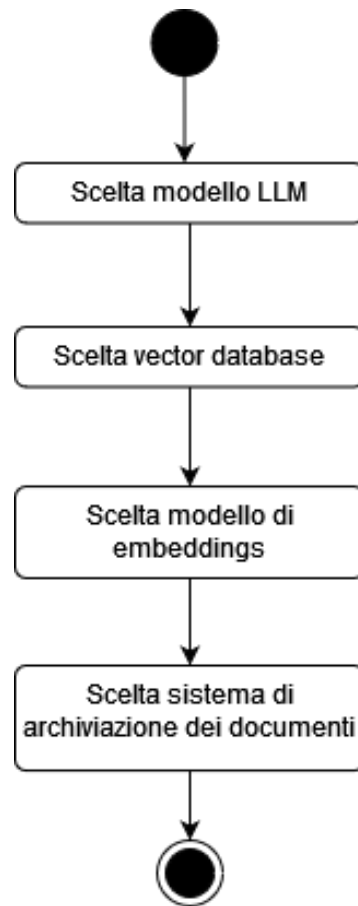 Scelta modello LLM
Scelta vector database
Scelta modello di
embeddings
Scelta sistema di
archiviazione dei documenti